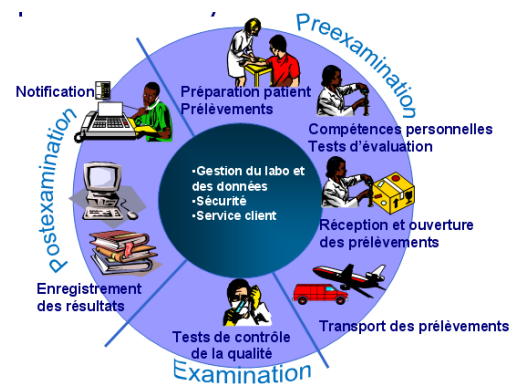 Preexamination
Préparation patient
Prélèvements
Compétences personnelles
Tests d'évaluation
Réception et ouverture
des prélèvements
Transport des prélèvements
Examination
Tests de contrôle
de la qualité
Postexamination
Enregistrement
des résultats
Notification
•Gestion du labo et
des données
•Sécurité
•Service client